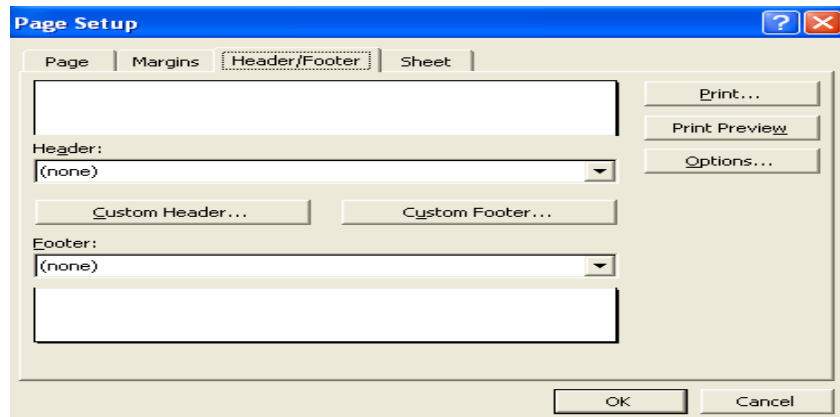 Page Setup
Page Margins Header/Footer Sheet
Print...
Print Preview
Header:
(none)
Options...
Custom Header... Custom Footer...
Footer:
(none)
OK Cancel